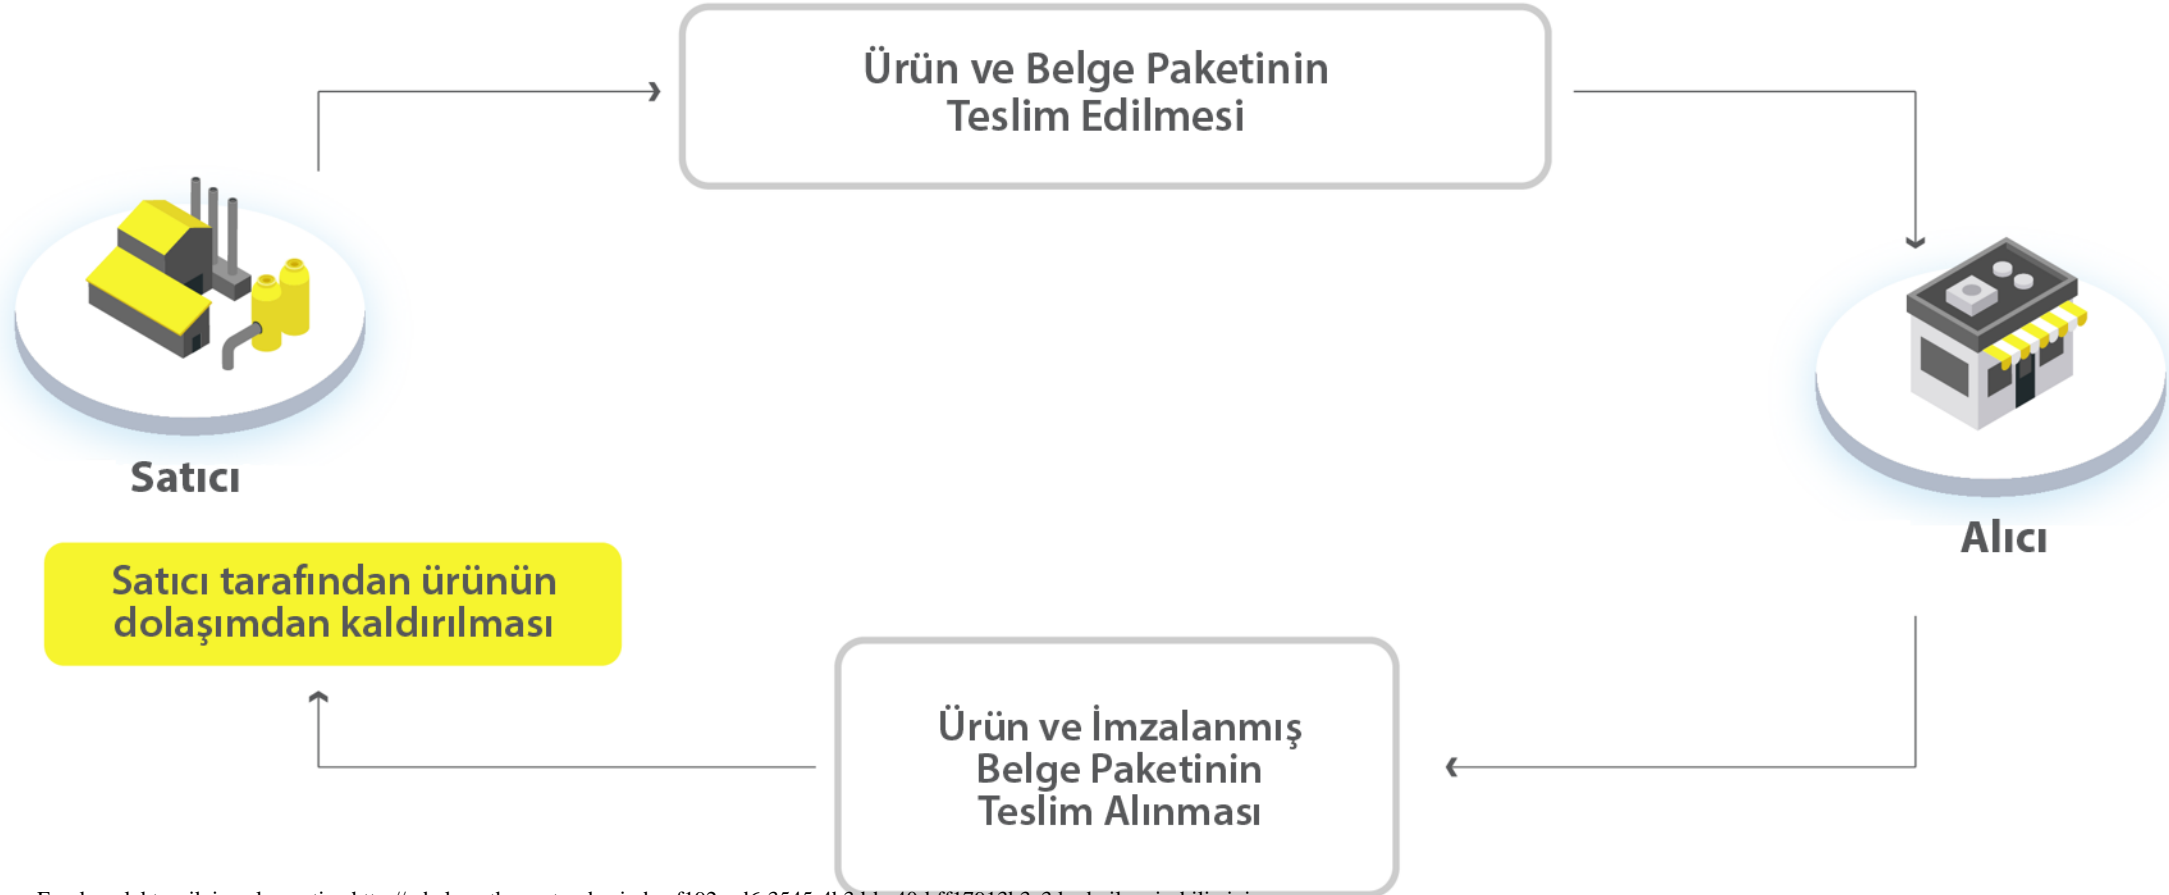 Ürün ve Belge Paketinin
Teslim Edilmesi
Satıcı
Alıcı
Satıcı tarafından ürünün
dolaşımdan kaldırılması
Ürün ve İmzalanmış
Belge Paketinin
Teslim Alınması